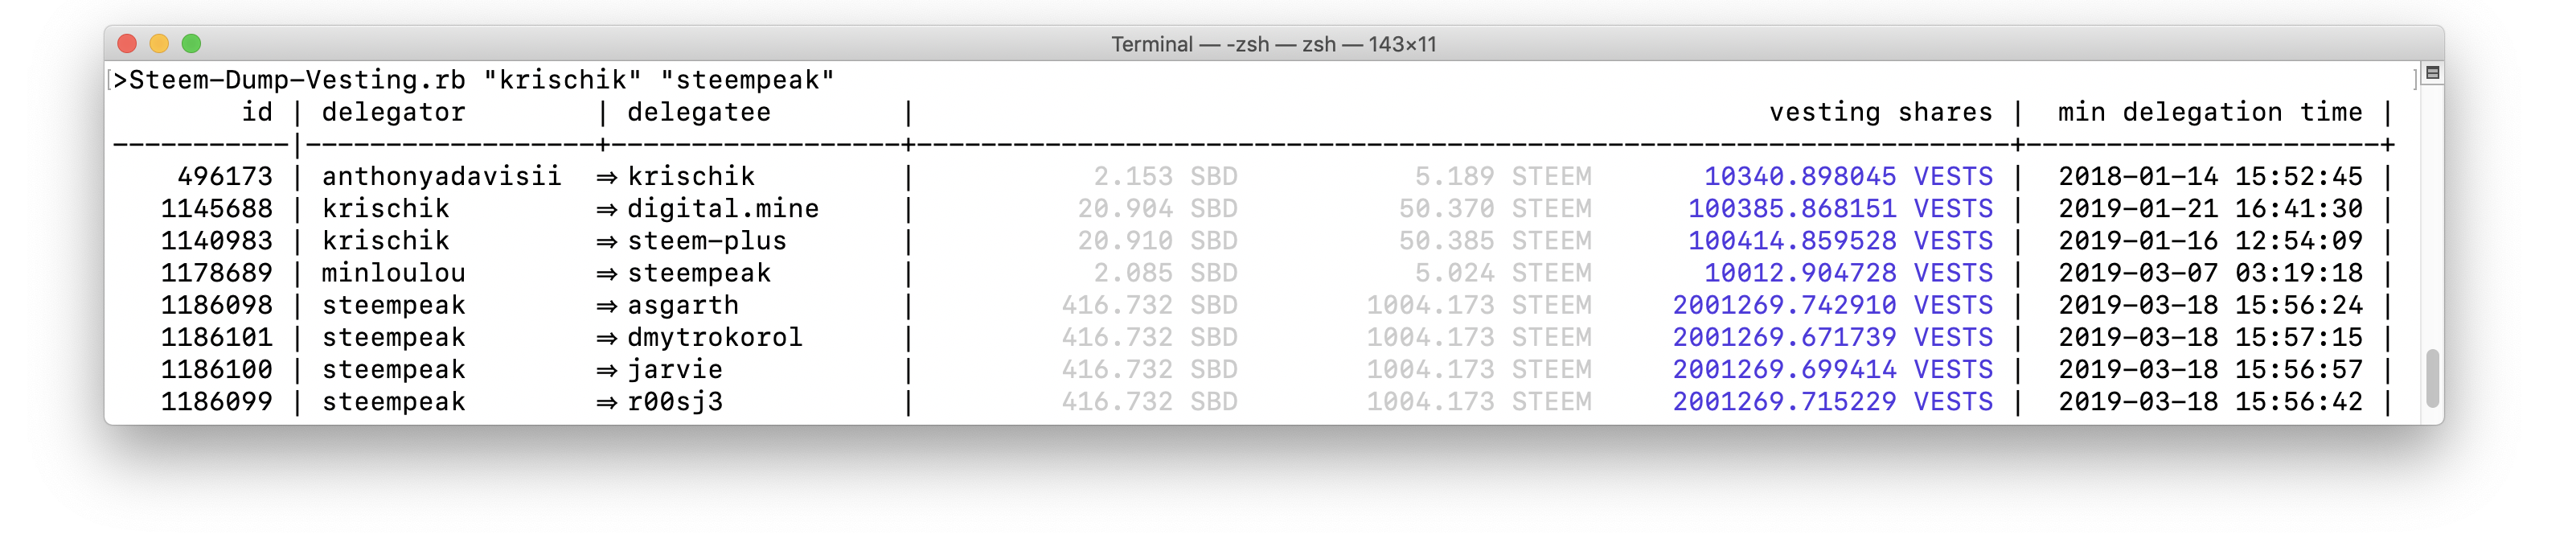 Terminal — -zsh — zsh — 143×11
>Steem-Dump-Vesting.rb "krischik" "steempeak"
id | delegator | delegatee | vesting shares | min delegation time |
-----------|------------------+------------------+--------------------------------------------------------------------+----------------------+
496173 | anthonyadavisii ⇒ krischik | 2.153 SBD 5.189 STEEM 10340.898045 VESTS | 2018-01-14 15:52:45 |
1145688 | krischik ⇒ digital.mine | 20.904 SBD 50.370 STEEM 100385.868151 VESTS | 2019-01-21 16:41:30 |
1140983 | krischik ⇒ steem-plus | 20.910 SBD 50.385 STEEM 100414.859528 VESTS | 2019-01-16 12:54:09 |
1178689 | minloulou ⇒ steempeak | 2.085 SBD 5.024 STEEM 10012.904728 VESTS | 2019-03-07 03:19:18 |
1186098 | steempeak ⇒ asgarth | 416.732 SBD 1004.173 STEEM 2001269.742910 VESTS | 2019-03-18 15:56:24 |
1186101 | steempeak ⇒ dmytrokorol | 416.732 SBD 1004.173 STEEM 2001269.671739 VESTS | 2019-03-18 15:57:15 |
1186100 | steempeak ⇒ jarvie | 416.732 SBD 1004.173 STEEM 2001269.699414 VESTS | 2019-03-18 15:56:57 |
1186099 | steempeak ⇒ r00sj3 | 416.732 SBD 1004.173 STEEM 2001269.715229 VESTS | 2019-03-18 15:56:42 |